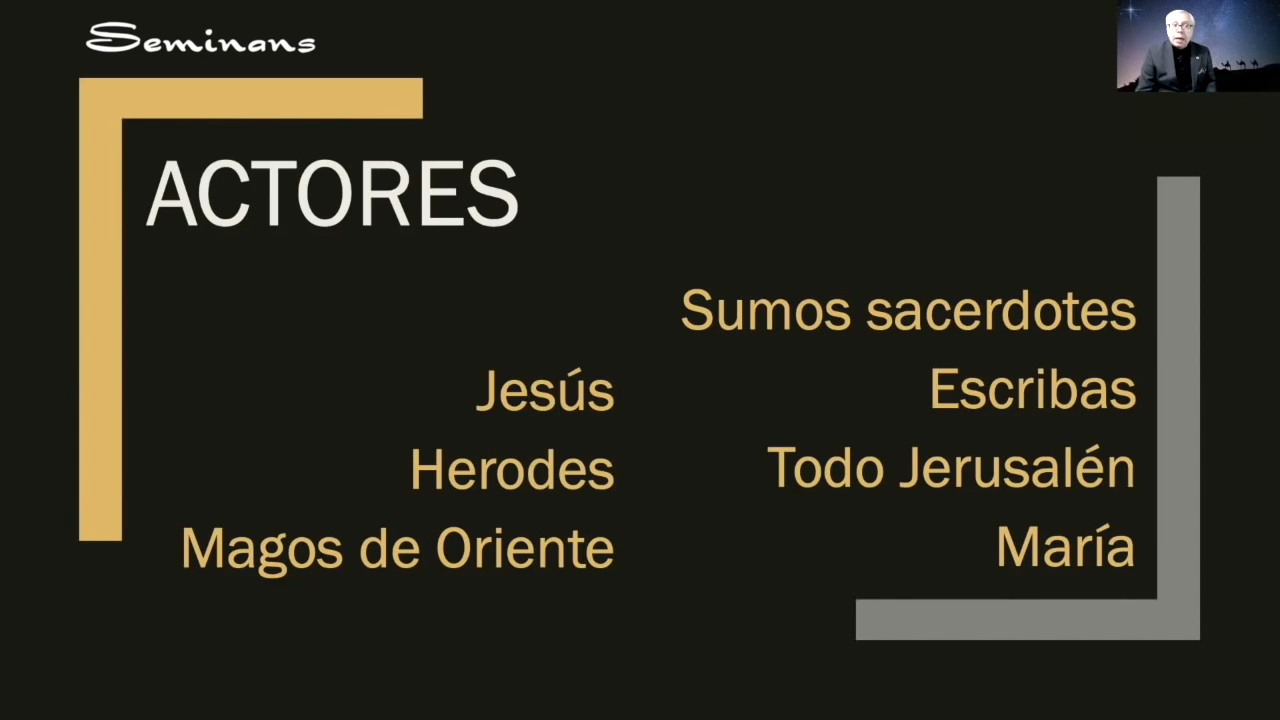 Seminans
ACTORES
Jesús
Herodes
Magos de Oriente
Sumos sacerdotes
Escribas
Todo Jerusalén
María